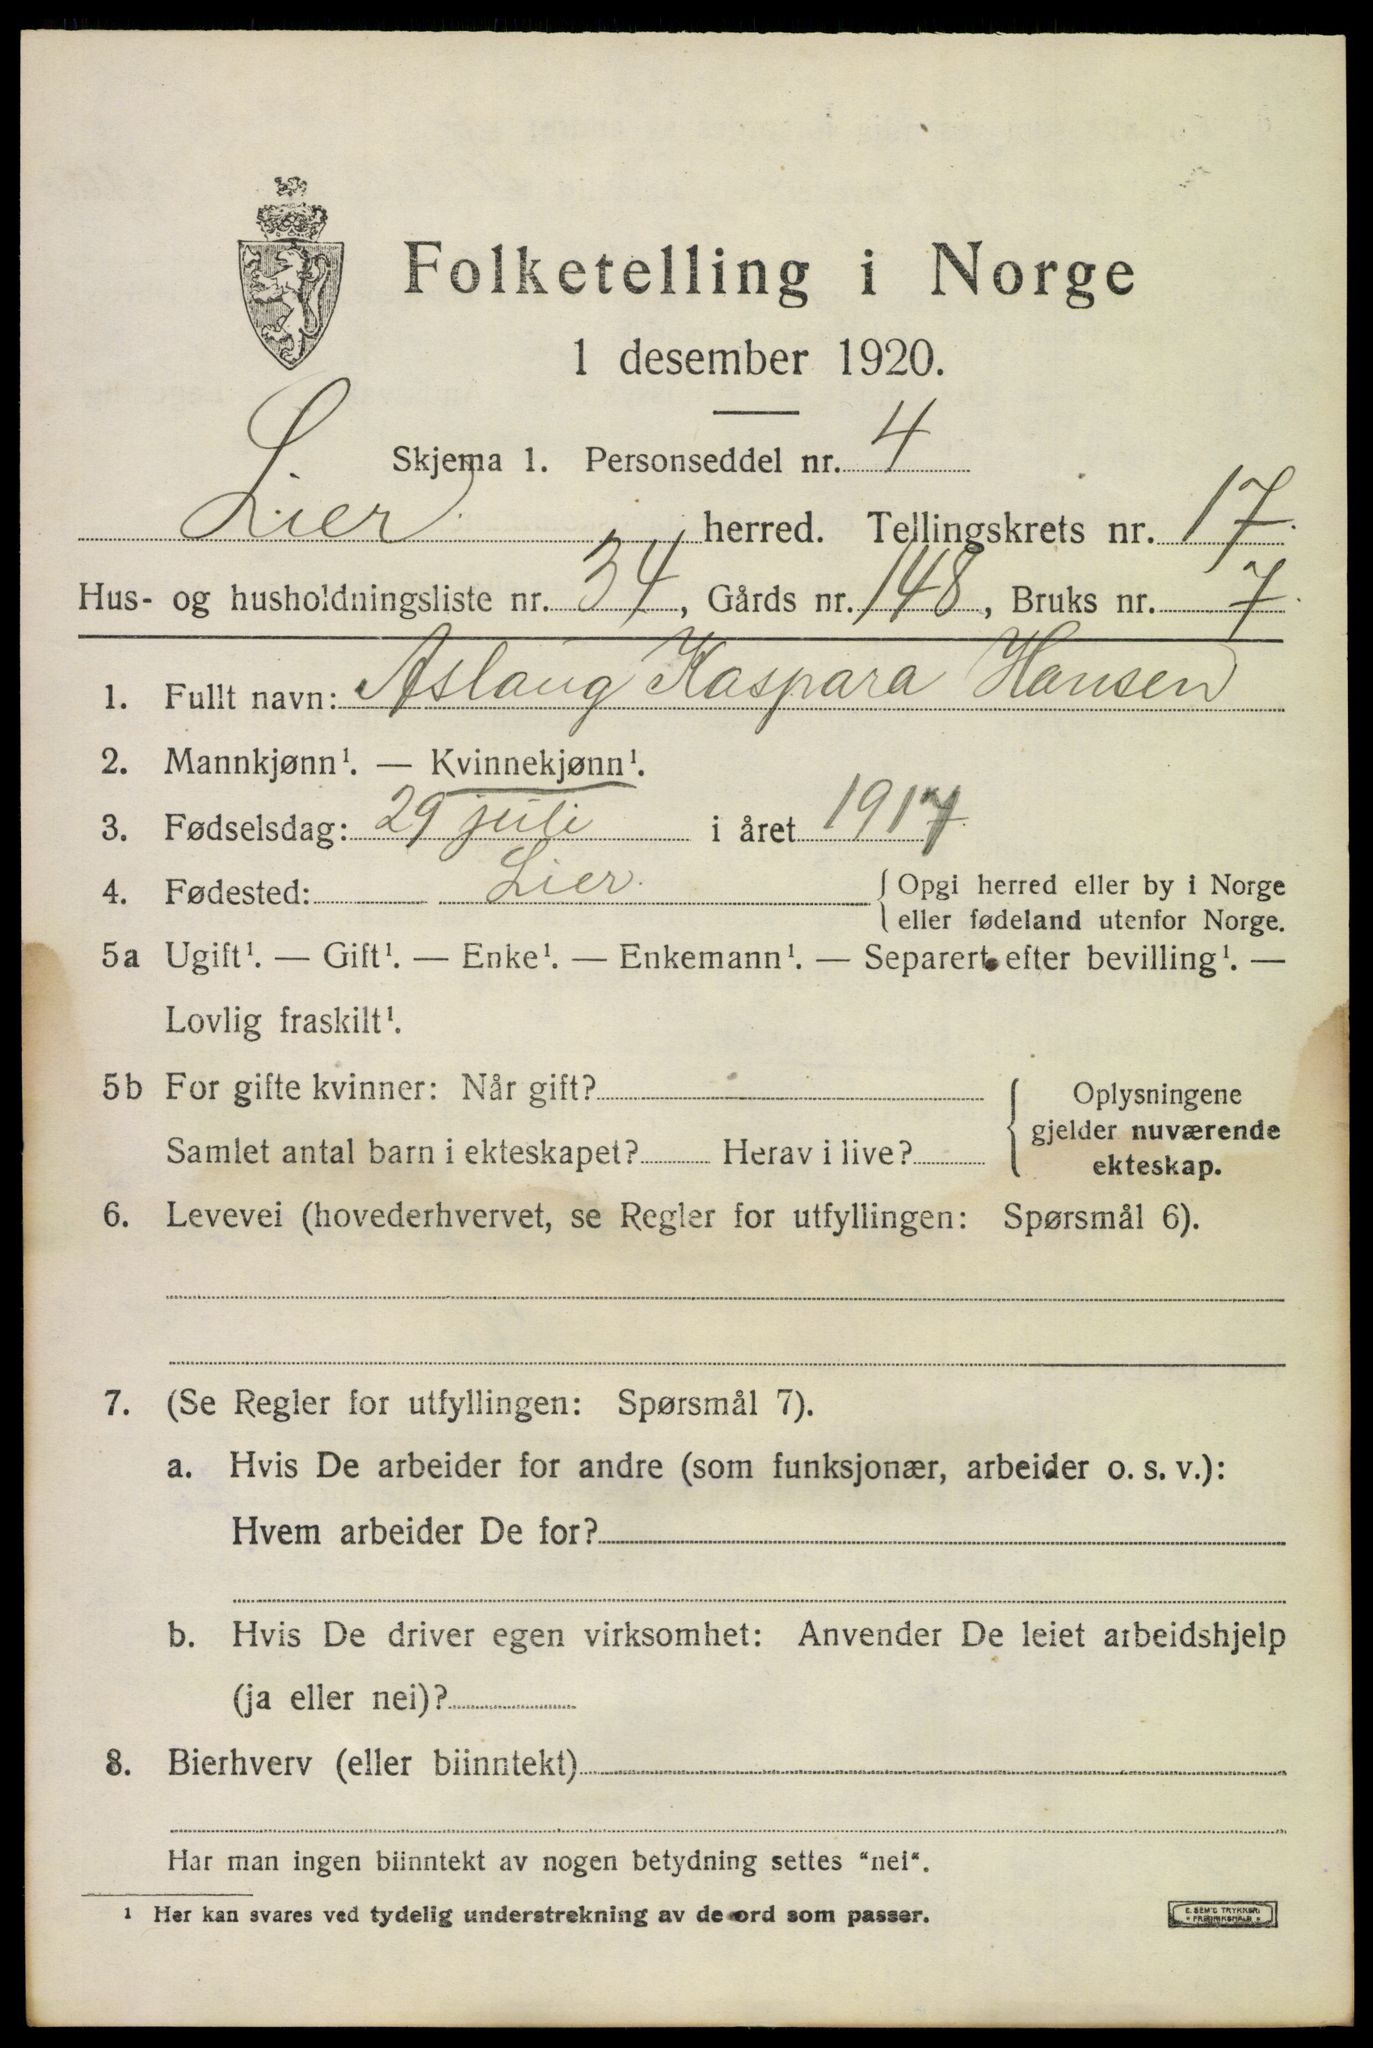 Folketelling i Norge
1 desember 1920.
Skjema 1. Personseddel nr. 4
Lier herred. Tellingskrets nr. 17.
Hus- og husholdningsliste nr. 34, Gårds nr. 148, Bruks nr. 7.
1. Fullt navn: Aslaug Kaspara Hansen
2. Mannkjønn¹. — Kvinnekjønn¹.
3. Fødselsdag: 29 juli i året 1917.
4. Fødested: Lier. { Opgi herred eller by i Norge
eller fødeland utenfor Norge.
5a Ugift¹. — Gift¹. — Enke¹. — Enkemann¹. — Separert efter bevilling¹. —
Lovlig fraskilt¹.
5b For gifte kvinner: Når gift?
Samlet antal barn i ekteskapet? Herav i live?
{ Oplysningene
gjelder nuværende
ekteskap.
6. Levevei (hovederhvervet, se Regler for utfyllingen: Spørsmål 6).
7. (Se Regler for utfyllingen: Spørsmål 7).
a. Hvis De arbeider for andre (som funksjonær, arbeider o. s. v.):
Hvem arbeider De for?
b. Hvis De driver egen virksomhet: Anvender De leiet arbeidshjelp
(ja eller nei)?
8. Bierhverv (eller biinntekt)
Har man ingen biinntekt av nogen betydning settes "nei".
¹ Her kan svares ved tydelig understrekning av de ord som passer.
E. SEM'S TRYKKERI
* FREDRIKSHALD *